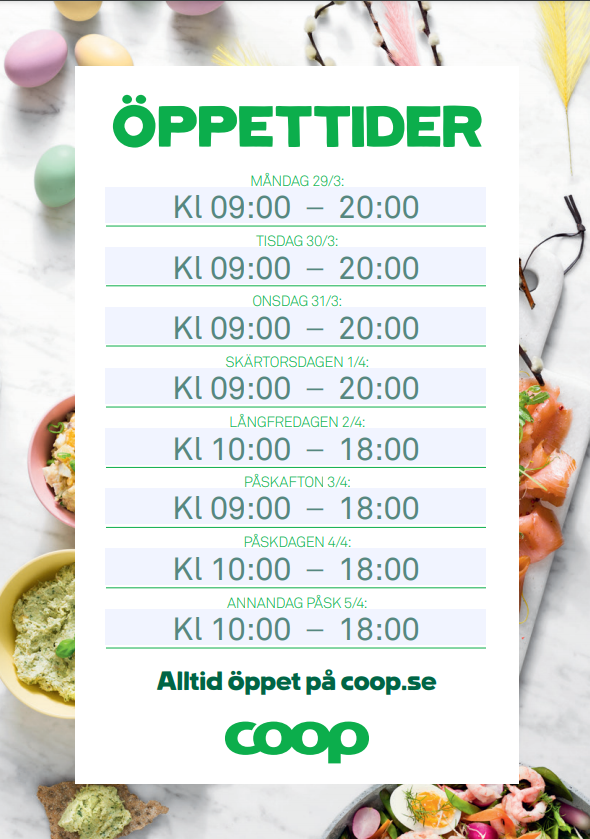 ÖPPETTIDER
MÅNDAG 29/3:
Kl 09:00 – 20:00
TISDAG 30/3:
Kl 09:00 – 20:00
ONSDAG 31/3:
Kl 09:00 – 20:00
SKÄRTORSDAGEN 1/4:
Kl 09:00 – 20:00
LÅNGFREDAGEN 2/4:
Kl 10:00 – 18:00
PÅSKAFTON 3/4:
Kl 09:00 – 18:00
PÅSKDAGEN 4/4:
Kl 10:00 – 18:00
ANNANDAG PÅSK 5/4:
Kl 10:00 – 18:00
Alltid öppet på coop.se
coop